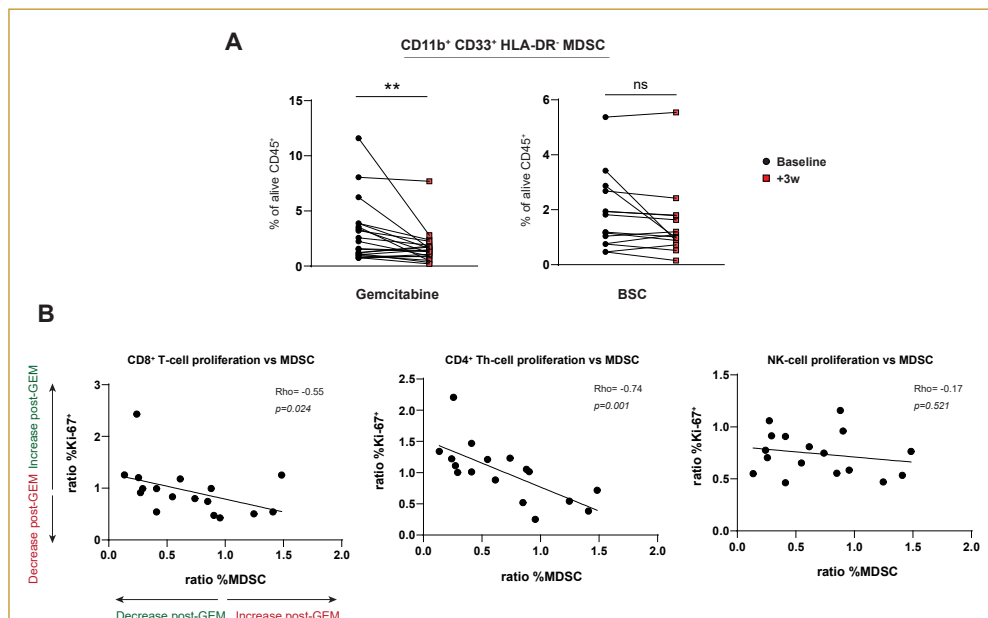 A
CD11b⁺ CD33⁺ HLA-DR⁻ MDSC
**
ns
15
10
5
0
% of alive CD45⁺
Gemcitabine
6
4
2
0
% of alive CD45⁺
BSC
Baseline
+3w
B
CD8⁺ T-cell proliferation vs MDSC
Rho= -0.55
p=0.024
Decrease post-GEM Increase post-GEM
ratio %Ki-67⁺
3
2
1
0
0.0 0.5 1.0 1.5 2.0
ratio %MDSC
Decrease post-GEM Increase post-GEM
CD4⁺ Th-cell proliferation vs MDSC
Rho= -0.74
p=0.001
ratio %Ki-67⁺
2.5
2.0
1.5
1.0
0.5
0.0
0.0 0.5 1.0 1.5 2.0
ratio %MDSC
NK-cell proliferation vs MDSC
Rho= -0.17
p=0.521
ratio %Ki-67⁺
1.5
1.0
0.5
0.0
0.0 0.5 1.0 1.5 2.0
ratio %MDSC